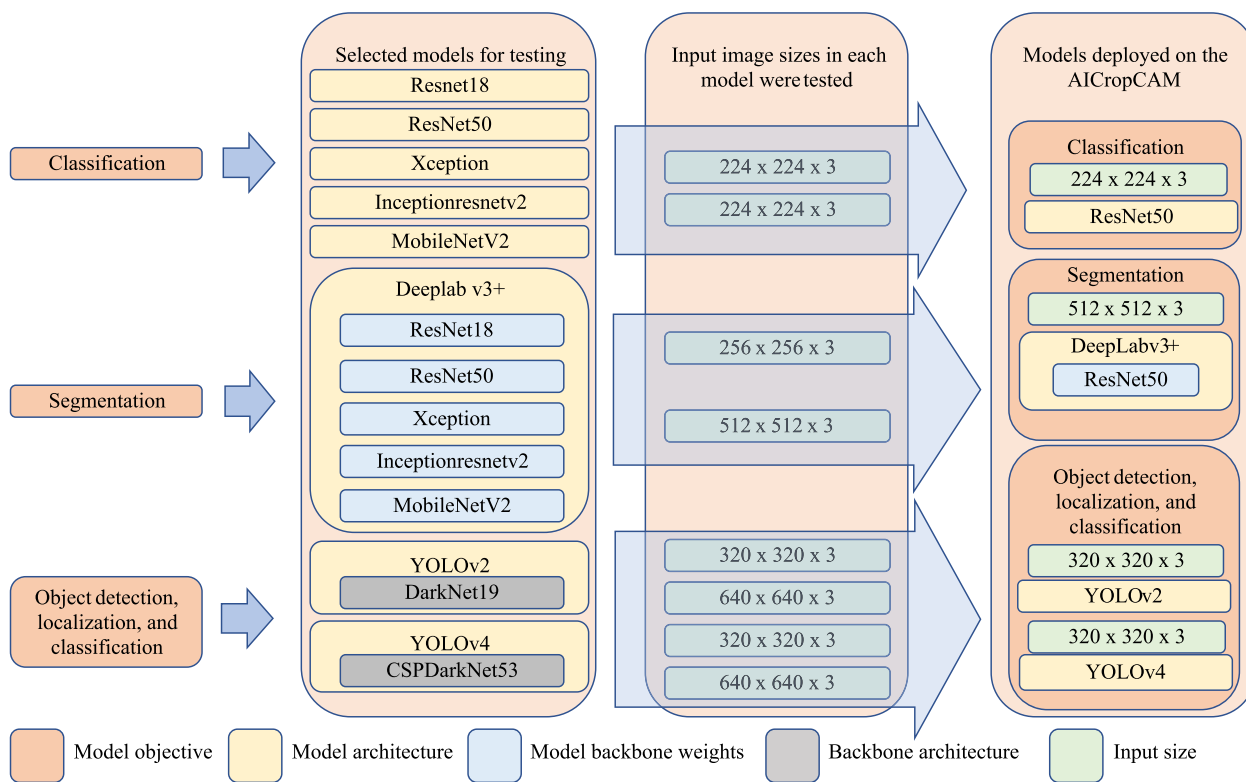 Selected models for testing
Resnet18
ResNet50
Xception
Inceptionresnetv2
MobileNetV2
Deeplab v3+
ResNet18
ResNet50
Xception
Inceptionresnetv2
MobileNetV2
YOLOv2
DarkNet19
YOLOv4
CSPDarkNet53
Classification
Segmentation
Object detection,
localization, and
classification
Input image sizes in each
model were tested
224 x 224 x 3
224 x 224 x 3
256 x 256 x 3
512 x 512 x 3
320 x 320 x 3
640 x 640 x 3
320 x 320 x 3
640 x 640 x 3
Models deployed on the
AICropCAM
Classification
224 x 224 x 3
ResNet50
Segmentation
512 x 512 x 3
DeepLabv3+
ResNet50
Object detection,
localization, and
classification
320 x 320 x 3
YOLOv2
320 x 320 x 3
YOLOv4
Model objective
Model architecture
Model backbone weights
Backbone architecture
Input size